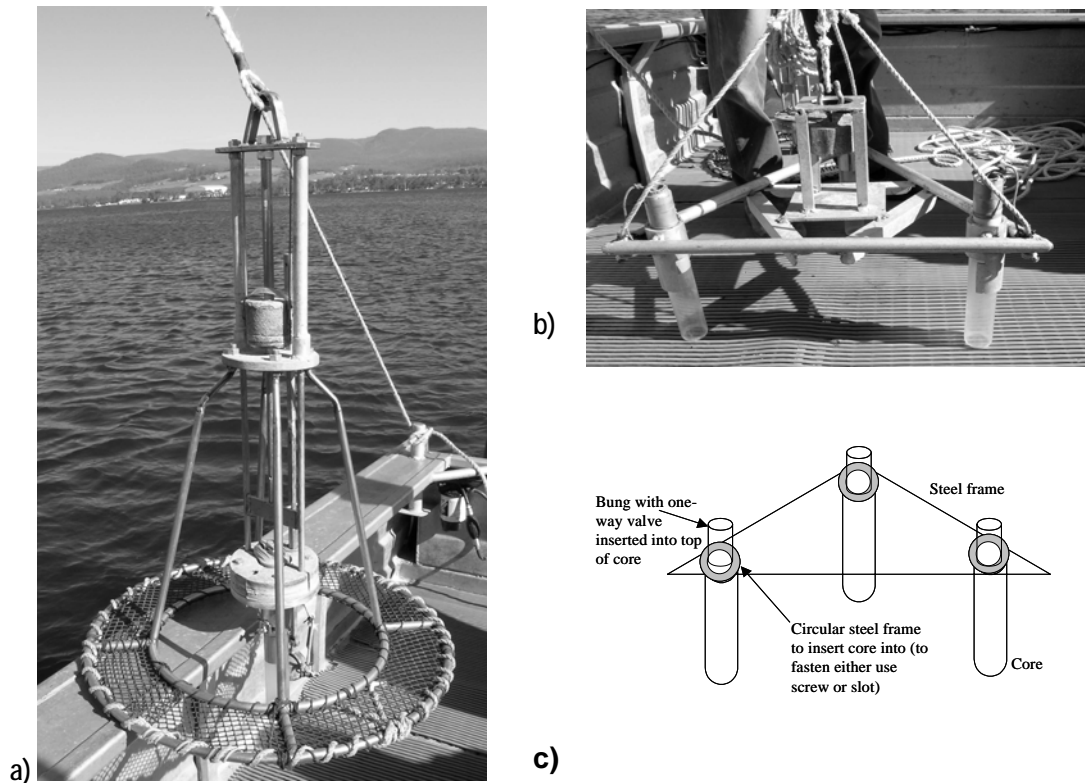 a)
b)
Bung with one-
way valve
inserted into top
of core
Steel frame
Circular steel frame
to insert core into (to
fasten either use
screw or slot)
Core
c)